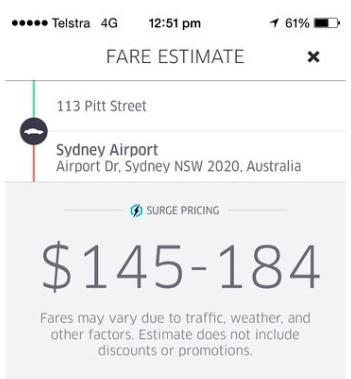 Telstra 4G 12:51 pm 61%
FARE ESTIMATE
113 Pitt Street
Sydney Airport
Airport Dr, Sydney NSW 2020, Australia
SURGE PRICING
$145-184
Fares may vary due to traffic, weather, and
other factors. Estimate does not include
discounts or promotions.